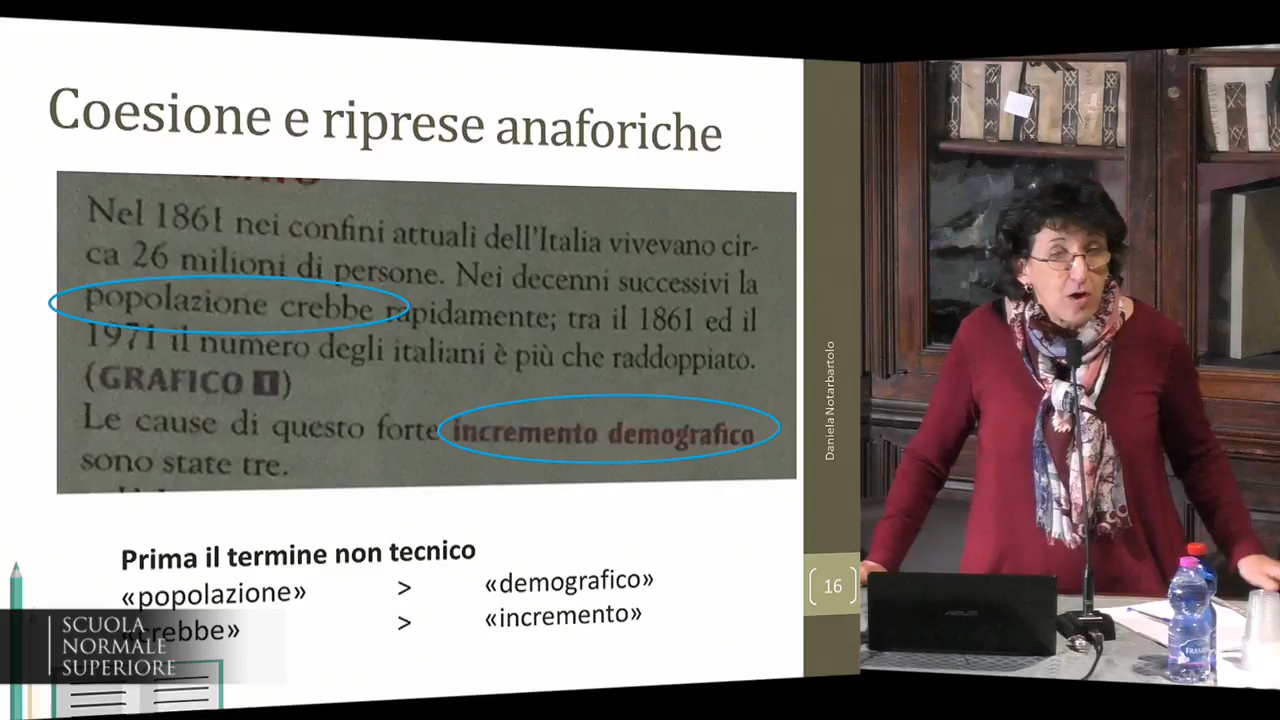 Coesione e riprese anaforiche
Nel 1861 nei confini attuali dell'Italia vivevano cir-
ca 26 milioni di persone. Nei decenni successivi la
popolazione crebbe rapidamente; tra il 1861 ed il
1971 il numero degli italiani è più che raddoppiato.
(GRAFICO 1)
Le cause di questo forte incremento demografico
sono state tre.
Prima il termine non tecnico
«popolazione» > «demografico»
«crebbe» > «incremento»
Daniela Notarbartolo
16
SCUOLA
NORMALE
SUPERIORE
ASUS